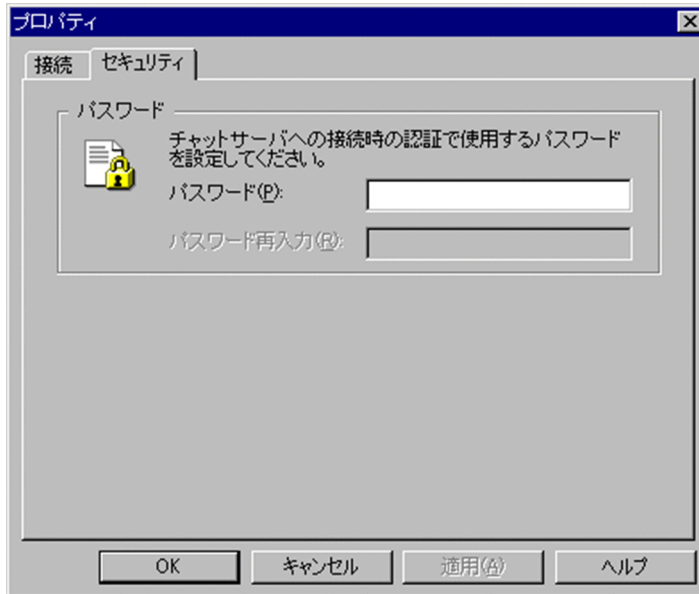 プロパティ
接続 セキュリティ
パスワード
チャットサーバへの接続時の認証で使用するパスワード
を設定してください。
パスワード(P):
パスワード再入力(R):
OK キャンセル 適用(A) ヘルプ